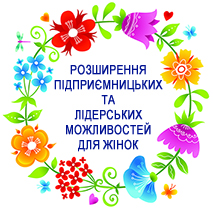 РОЗШИРЕННЯ
ПІДПРИЄМНИЦЬКИХ
ТА
ЛІДЕРСЬКИХ
МОЖЛИВОСТЕЙ
ДЛЯ ЖІНОК